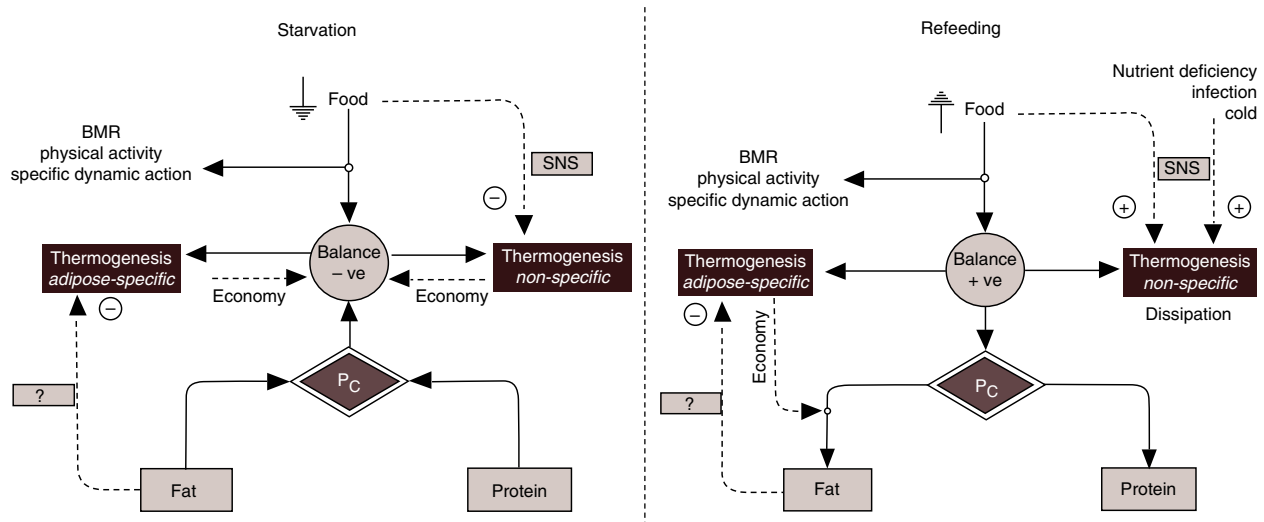 Starvation
Food
BMR
physical activity
specific dynamic action
SNS
−
Balance
− ve
Thermogenesis
adipose-specific
Thermogenesis
non-specific
Economy
Economy
−
PC
?
Fat
Protein
Refeeding
Nutrient deficiency
infection
cold
Food
BMR
physical activity
specific dynamic action
SNS
+
+
Balance
+ ve
Thermogenesis
adipose-specific
Thermogenesis
non-specific
Dissipation
−
Economy
PC
?
Fat
Protein